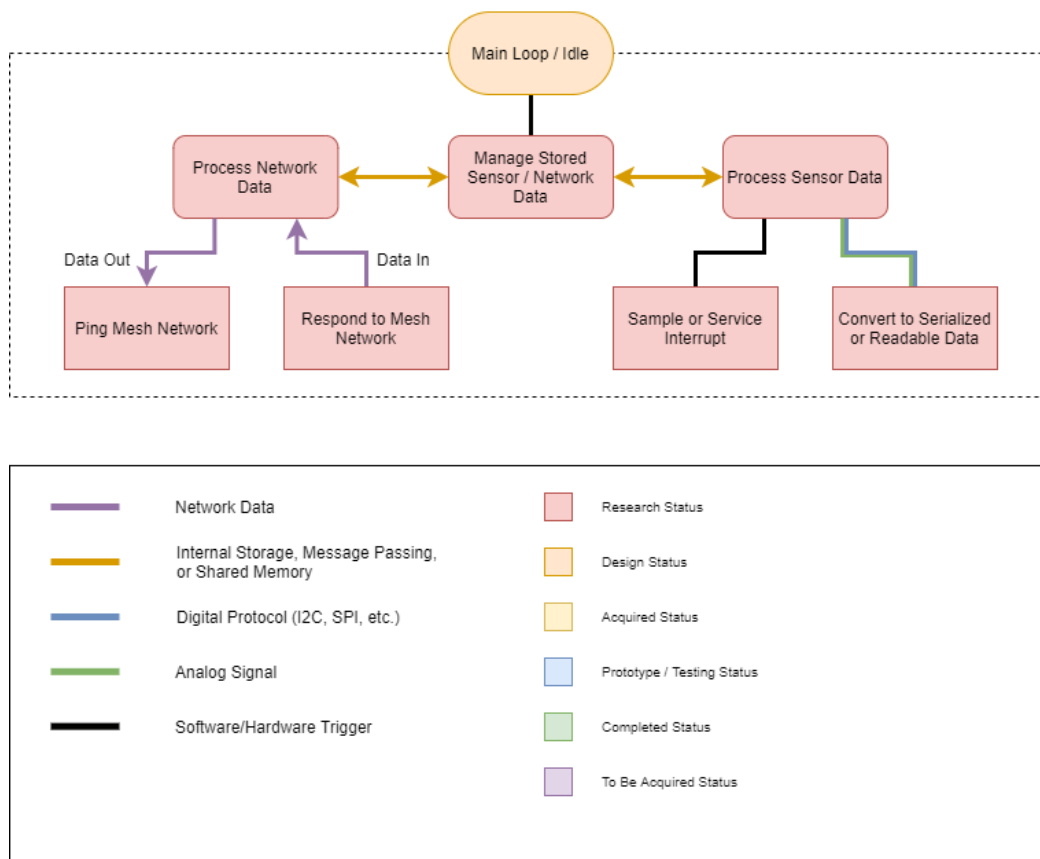 Main Loop / Idle
Process Network
Data
Manage Stored
Sensor / Network
Data
Process Sensor Data
Data Out
Data In
Ping Mesh Network
Respond to Mesh
Network
Sample or Service
Interrupt
Convert to Serialized
or Readable Data
Network Data
Internal Storage, Message Passing,
or Shared Memory
Digital Protocol (I2C, SPI, etc.)
Analog Signal
Software/Hardware Trigger
Research Status
Design Status
Acquired Status
Prototype / Testing Status
Completed Status
To Be Acquired Status